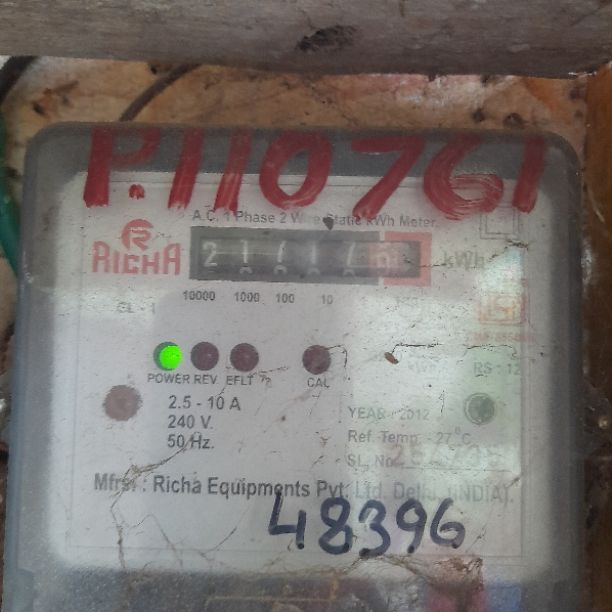 P.110761
A.C. 1 Phase 2 Wire Static kWh Meter.
RICHA
kWh
10000 1000 100 10
POWER REV EFLT CAL
2.5 - 10 A
240 V.
50 Hz.
RS : 12
YEAR : 2012
Ref. Temp. - 27°C
SL. No.
Mfrs. : Richa Equipments Pvt. Ltd. Delhi, (INDIA).
48396